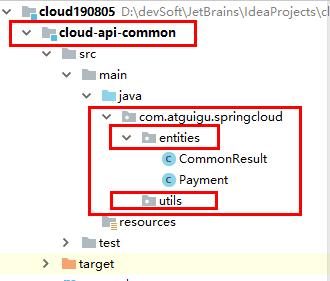 cloud190805 D:\devSoft\JetBrains\IdeaProjects\cl
cloud-api-common
src
main
java
com.atguigu.springcloud
entities
CommonResult
Payment
utils
resources
test
target